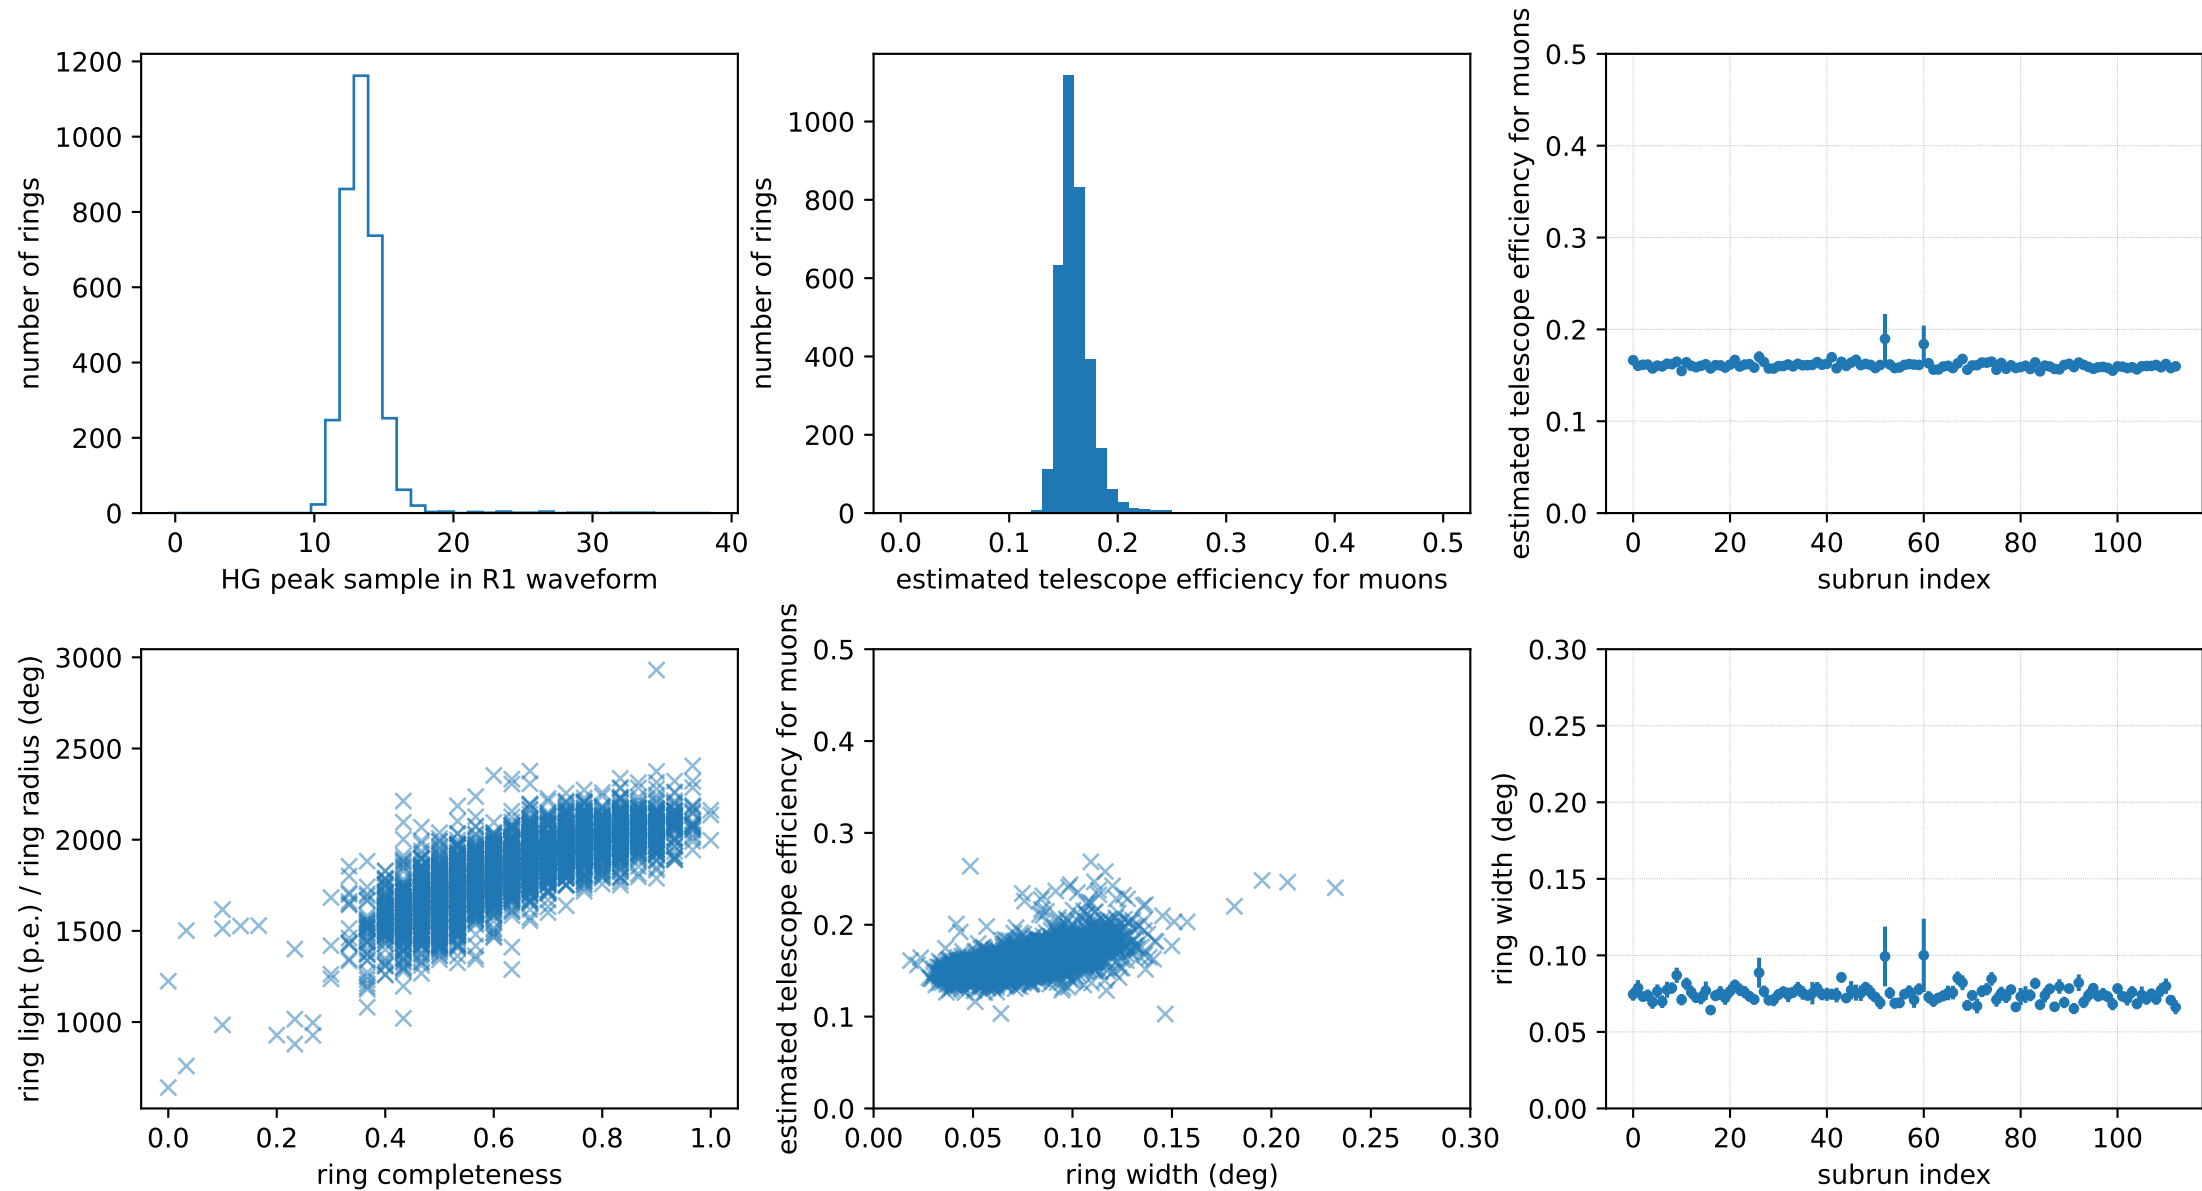 1200
1000
800
600
400
200
0
number of rings
0 10 20 30 40
HG peak sample in R1 waveform
1000
800
600
400
200
0
number of rings
0.0 0.1 0.2 0.3 0.4 0.5
estimated telescope efficiency for muons
0.5
0.4
0.3
0.2
0.1
0.0
estimated telescope efficiency for muons
0 20 40 60 80 100
subrun index
3000
2500
2000
1500
1000
ring light (p.e.) / ring radius (deg)
0.0 0.2 0.4 0.6 0.8 1.0
ring completeness
0.5
0.4
0.3
0.2
0.1
0.0
estimated telescope efficiency for muons
0.00 0.05 0.10 0.15 0.20 0.25 0.30
ring width (deg)
0.30
0.25
0.20
0.15
0.10
0.05
0.00
ring width (deg)
0 20 40 60 80 100
subrun index